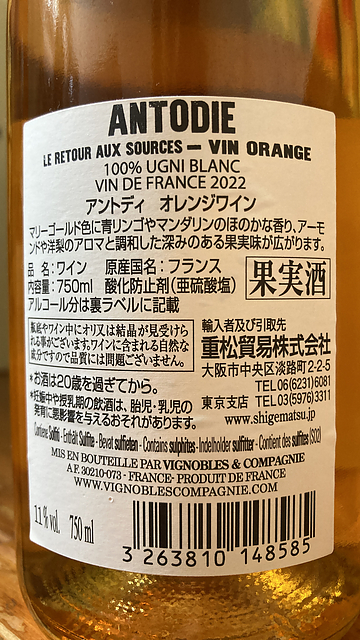 ANTODIE
LE RETOUR AUX SOURCES — VIN ORANGE
100% UGNI BLANC
VIN DE FRANCE 2022
アントディ オレンジワイン
マリーゴールド色に青リンゴやマンダリンのほのかな香り、アーモ
ンドや洋梨のアロマと調和した深みのある果実味が広がります。
品 名：ワイン 原産国名：フランス
内容量：750ml 酸化防止剤（亜硫酸塩）
アルコール分は裏ラベルに記載
果実酒
瓶底やワイン中にオリ又は結晶が見受けら
れる事がございます。ワインに含まれる自然な
成分ですので品質には問題ございません。
＊お酒は20歳を過ぎてから。
＊妊娠中や授乳期の飲酒は、胎児・乳児の
発育に悪影響を与えるおそれがあります。
輸入者及び引取先
重松貿易株式会社
大阪市中央区淡路町2-2-5
TEL06(6231)6081
東京支店 TEL03(5976)3311
www.shigematsu.jp
Contiene Solfiti - Enthält Sulfite - Bevat sulfieten - Contains sulphites - Indelholder sulfitter - Contient des sulfites (SO2)
MIS EN BOUTEILLE PAR VIGNOBLES & COMPAGNIE
A F. 30210-073 - FRANCE- PRODUIT DE FRANCE
WWW.VIGNOBLESCOMPAGNIE.COM
11% vol. 750 ml
3 263810 148585